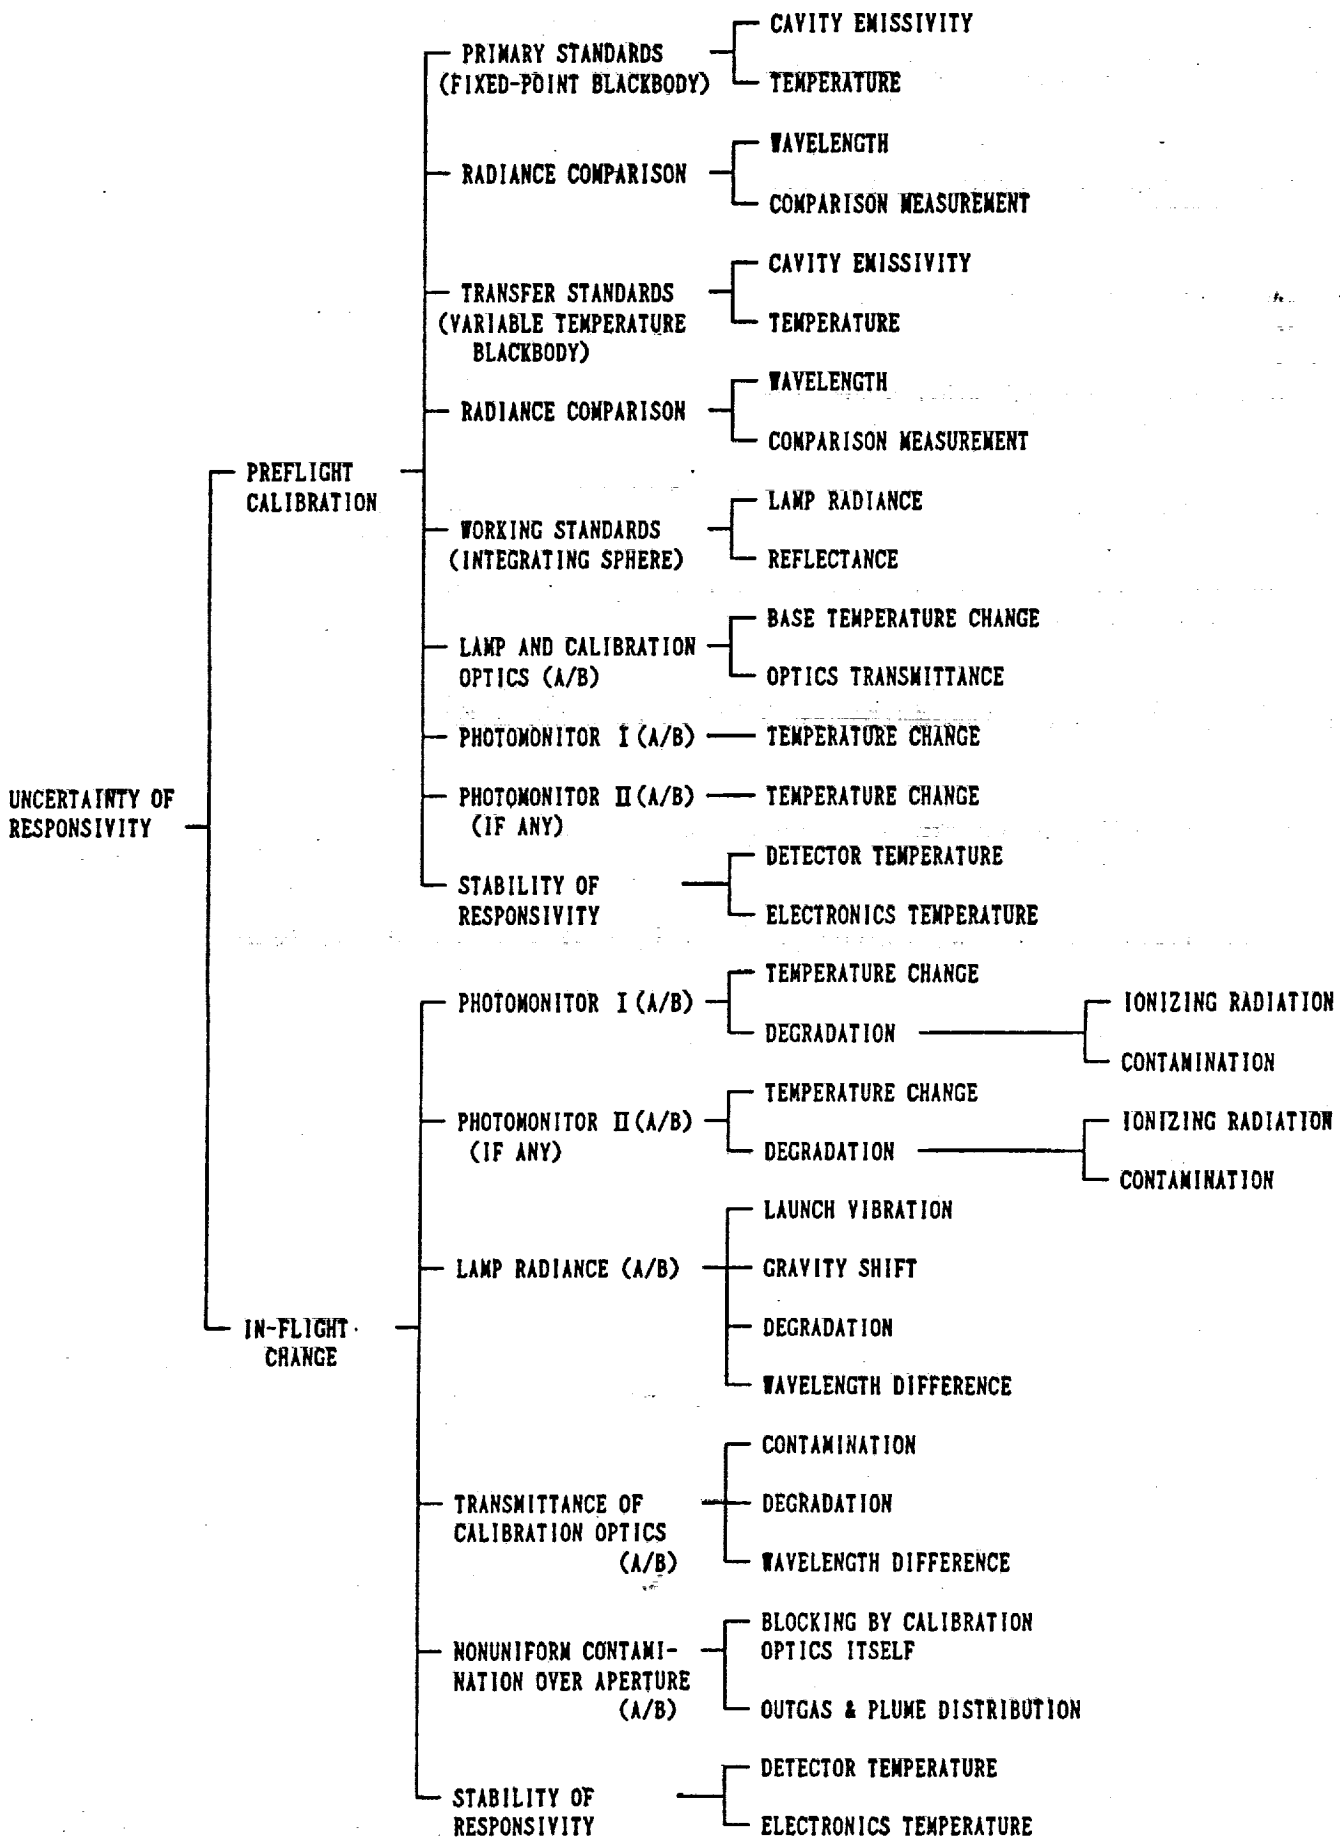 UNCERTAINTY OF
RESPONSIVITY
PREFLIGHT
CALIBRATION
PRIMARY STANDARDS
(FIXED-POINT BLACKBODY)
CAVITY EMISSIVITY
TEMPERATURE
RADIANCE COMPARISON
WAVELENGTH
COMPARISON MEASUREMENT
TRANSFER STANDARDS
(VARIABLE TEMPERATURE
BLACKBODY)
CAVITY EMISSIVITY
TEMPERATURE
RADIANCE COMPARISON
WAVELENGTH
COMPARISON MEASUREMENT
WORKING STANDARDS
(INTEGRATING SPHERE)
LAMP RADIANCE
REFLECTANCE
LAMP AND CALIBRATION
OPTICS (A/B)
BASE TEMPERATURE CHANGE
OPTICS TRANSMITTANCE
PHOTOMONITOR I (A/B)
TEMPERATURE CHANGE
PHOTOMONITOR II (A/B)
(IF ANY)
TEMPERATURE CHANGE
STABILITY OF
RESPONSIVITY
DETECTOR TEMPERATURE
ELECTRONICS TEMPERATURE
IN-FLIGHT
CHANGE
PHOTOMONITOR I (A/B)
TEMPERATURE CHANGE
DEGRADATION
IONIZING RADIATION
CONTAMINATION
PHOTOMONITOR II (A/B)
(IF ANY)
TEMPERATURE CHANGE
DEGRADATION
IONIZING RADIATION
CONTAMINATION
LAMP RADIANCE (A/B)
LAUNCH VIBRATION
GRAVITY SHIFT
DEGRADATION
WAVELENGTH DIFFERENCE
TRANSMITTANCE OF
CALIBRATION OPTICS
(A/B)
CONTAMINATION
DEGRADATION
WAVELENGTH DIFFERENCE
NONUNIFORM CONTAMI-
NATION OVER APERTURE
(A/B)
BLOCKING BY CALIBRATION
OPTICS ITSELF
OUTGAS & PLUME DISTRIBUTION
STABILITY OF
RESPONSIVITY
DETECTOR TEMPERATURE
ELECTRONICS TEMPERATURE